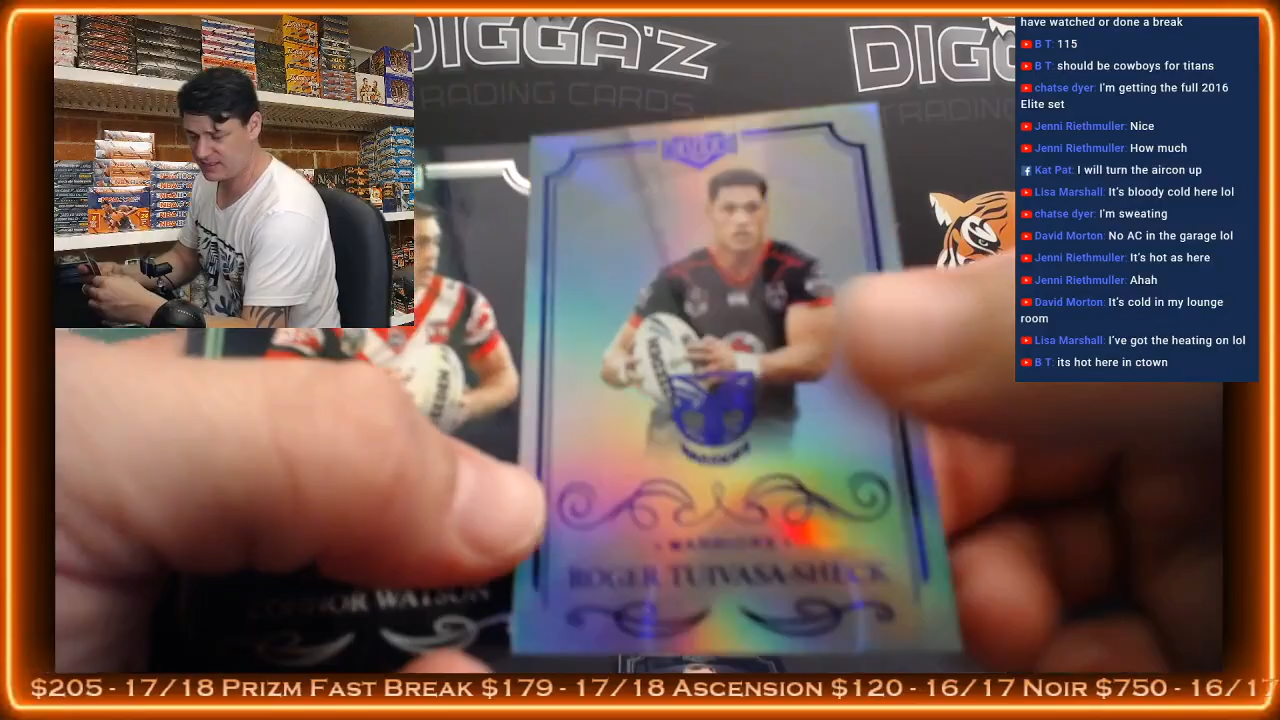 DIGGA'Z
TRADING CARDS
DIGG
TRADING
have watched or done a break
B T: 115
B T: should be cowboys for titans
chatse dyer: I'm getting the full 2016
Elite set
Jenni Riethmuller: Nice
Jenni Riethmuller: How much
Kat Pat: I will turn the aircon up
Lisa Marshall: It's bloody cold here lol
chatse dyer: I'm sweating
David Morton: No AC in the garage lol
Jenni Riethmuller: It's hot as here
Jenni Riethmuller: Ahah
David Morton: It's cold in my lounge
room
Lisa Marshall: I've got the heating on lol
B T: its hot here in ctown
WARRIORS
ROGER TUIVASA-SHECK
CONNOR WATSON
$205 - 17/18 Prizm Fast Break $179 - 17/18 Ascension $120 - 16/17 Noir $750 - 16/17